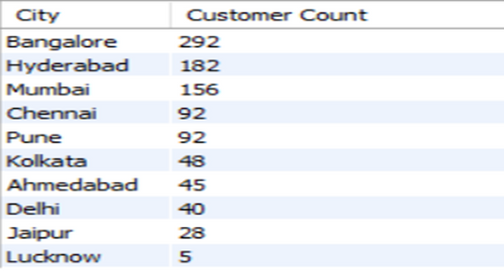 City Customer Count
Bangalore 292
Hyderabad 182
Mumbai 156
Chennai 92
Pune 92
Kolkata 48
Ahmedabad 45
Delhi 40
Jaipur 28
Lucknow 5